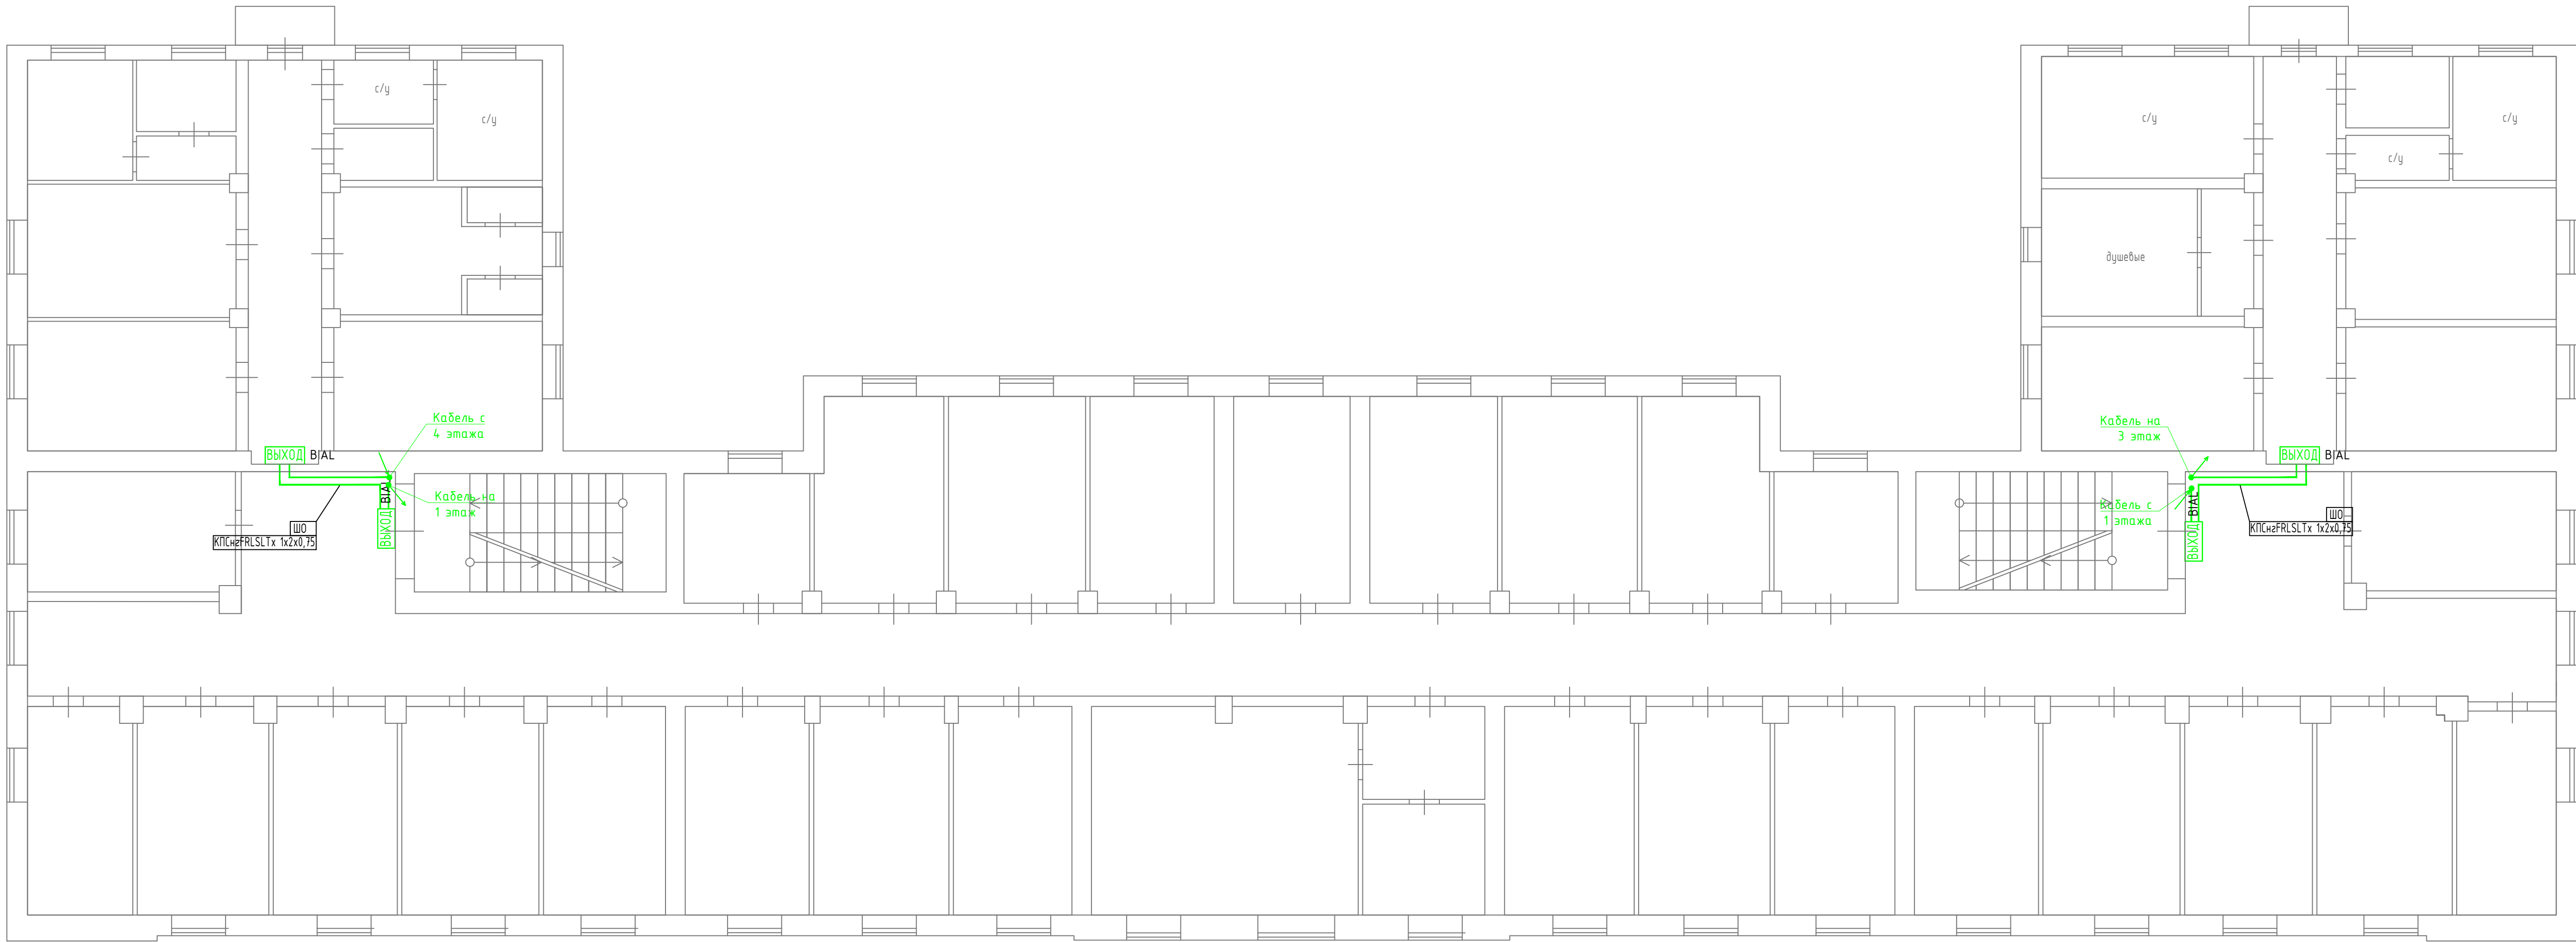 с/у
с/у
с/у
с/у
с/у
душевые
Кабель с
4 этажа
ВЫХОД
BIAL
Кабель на
1 этаж
BIAL
ВЫХОД
ШО
КПСнгFRLSLTx 1x2x0,75
Кабель на
3 этаж
ВЫХОД
BIAL
Кабель с
1 этажа
BIAL
ВЫХОД
ШО
КПСнгFRLSLTx 1x2x0,75